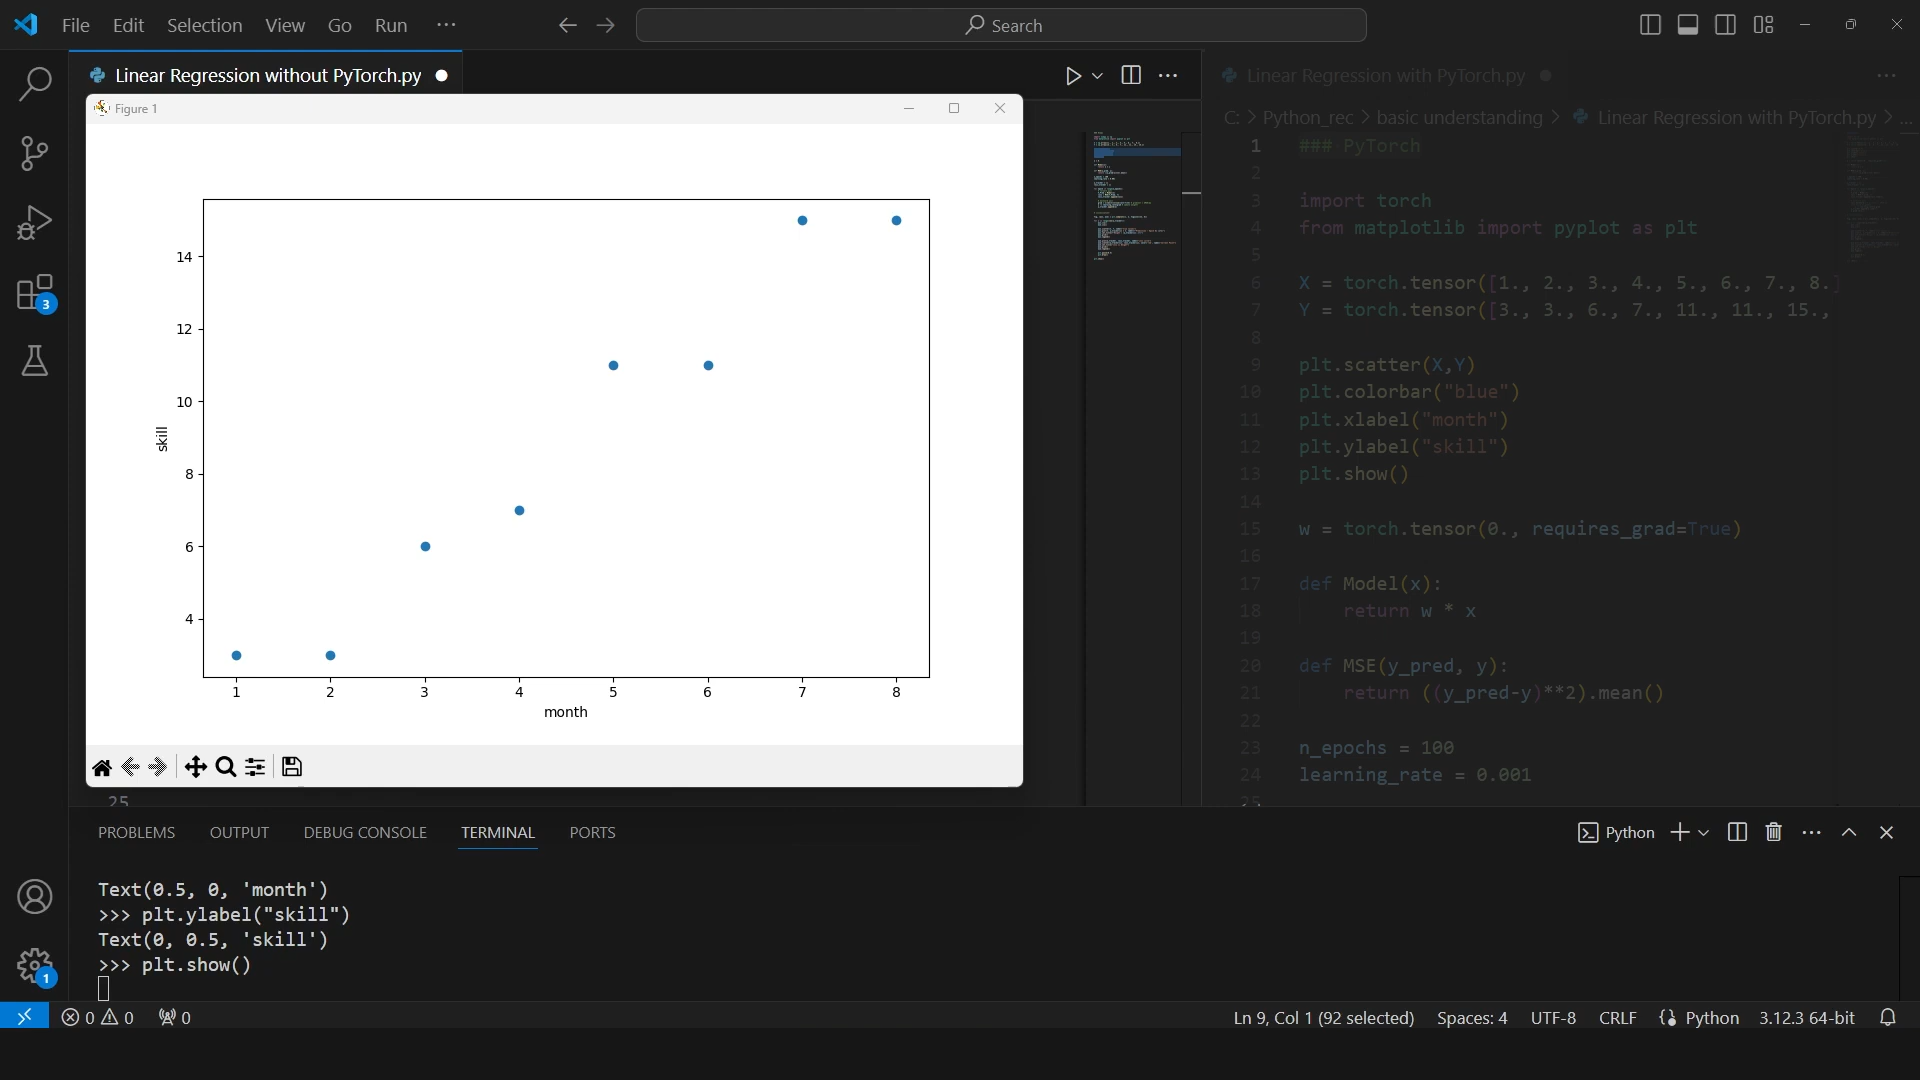 File Edit Selection View Go Run ···
Search
Linear Regression without PyTorch.py
Linear Regression with PyTorch.py
C: > Python_rec > basic understanding > Linear Regression with PyTorch.py > ...
Figure 1
14
12
10
8
6
4
skill
1 2 3 4 5 6 7 8
month
25
1 ### PyTorch
2
3 import torch
4 from matplotlib import pyplot as plt
5
6 X = torch.tensor([1., 2., 3., 4., 5., 6., 7., 8.]
7 Y = torch.tensor([3., 3., 6., 7., 11., 11., 15.,
8
9 plt.scatter(X,Y)
10 plt.colorbar("blue")
11 plt.xlabel("month")
12 plt.ylabel("skill")
13 plt.show()
14
15 w = torch.tensor(0., requires_grad=True)
16
17 def Model(x):
18 return w * x
19
20 def MSE(y_pred, y):
21 return ((y_pred-y)**2).mean()
22
23 n_epochs = 100
24 learning_rate = 0.001
25
3
PROBLEMS OUTPUT DEBUG CONSOLE TERMINAL PORTS
Python
Text(0.5, 0, 'month')
>>> plt.ylabel("skill")
Text(0, 0.5, 'skill')
>>> plt.show()
1
0 0 0
Ln 9, Col 1 (92 selected) Spaces: 4 UTF-8 CRLF Python 3.12.3 64-bit